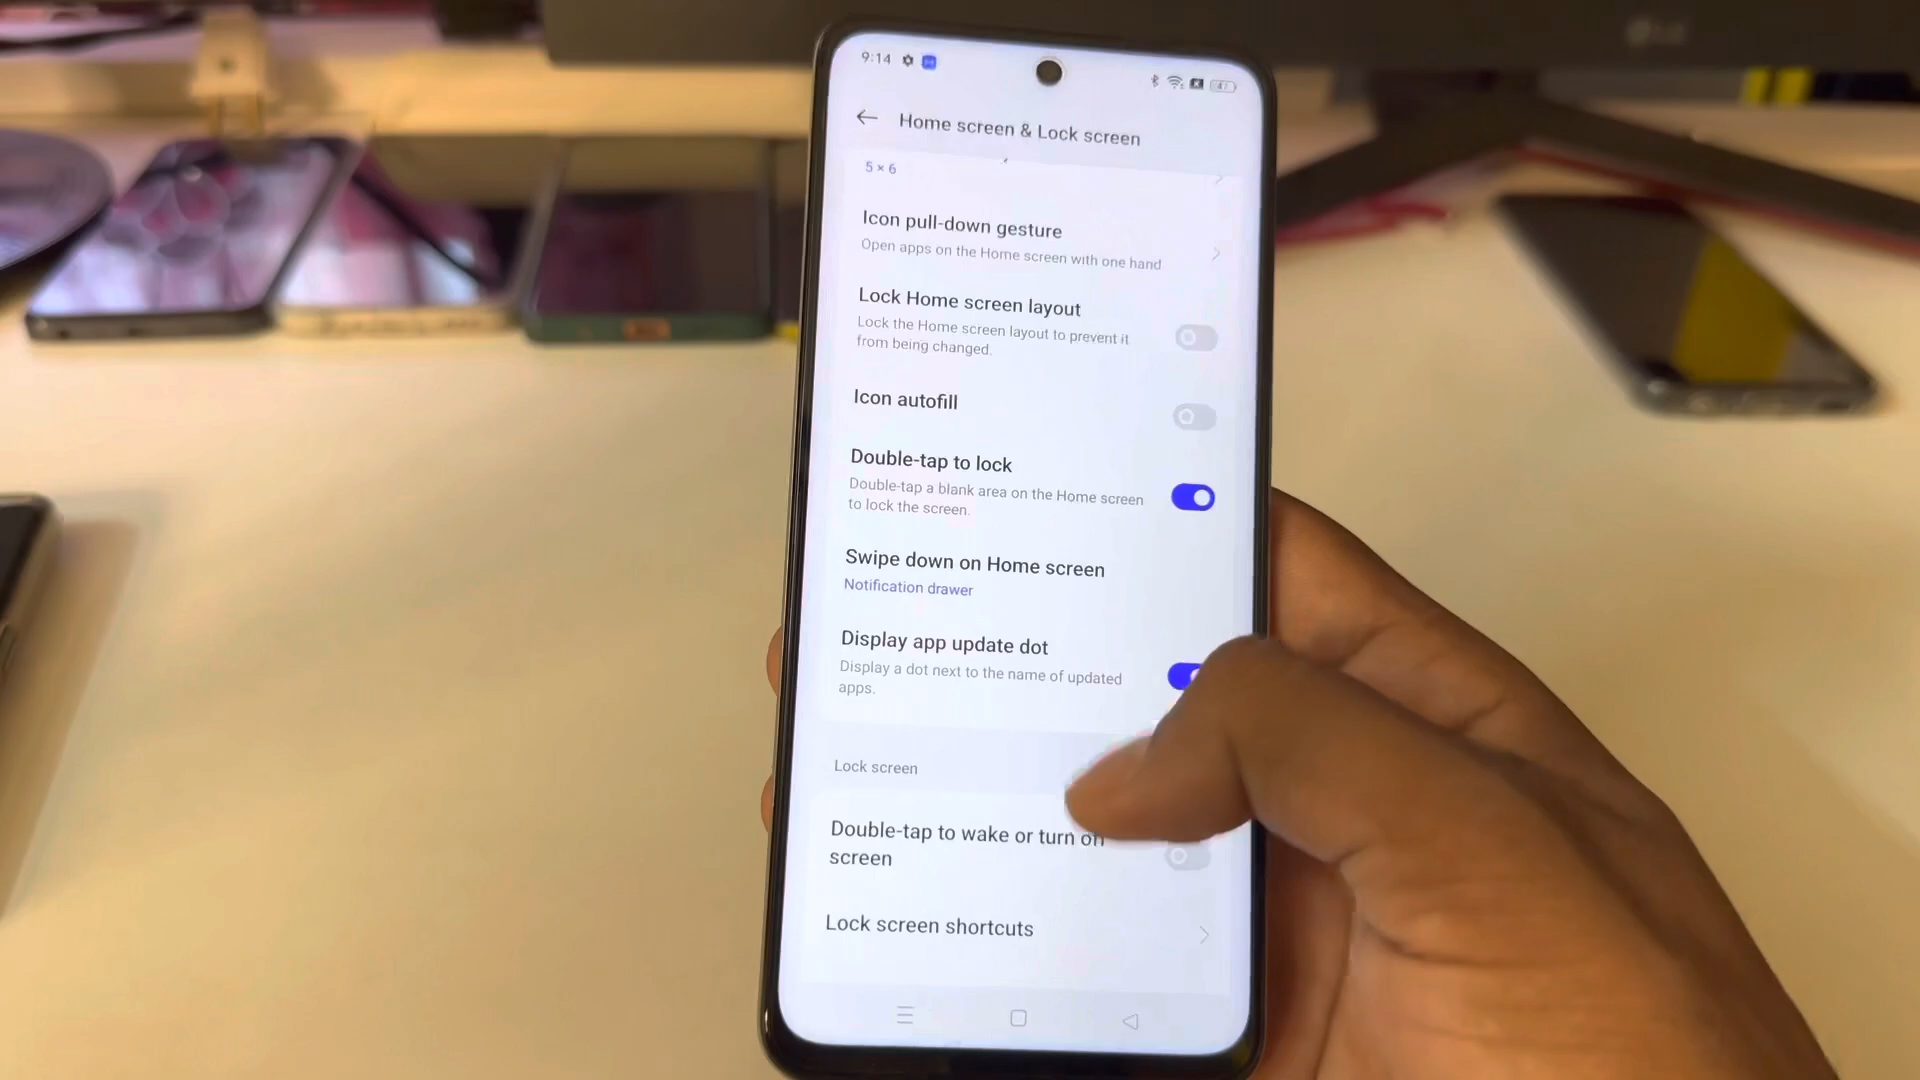 LG
9:14
47
Home screen & Lock screen
5 × 6
Icon pull-down gesture
Open apps on the Home screen with one hand
Lock Home screen layout
Lock the Home screen layout to prevent it
from being changed.
Icon autofill
Double-tap to lock
Double-tap a blank area on the Home screen
to lock the screen.
Swipe down on Home screen
Notification drawer
Display app update dot
Display a dot next to the name of updated
apps.
Lock screen
Double-tap to wake or turn on
screen
Lock screen shortcuts